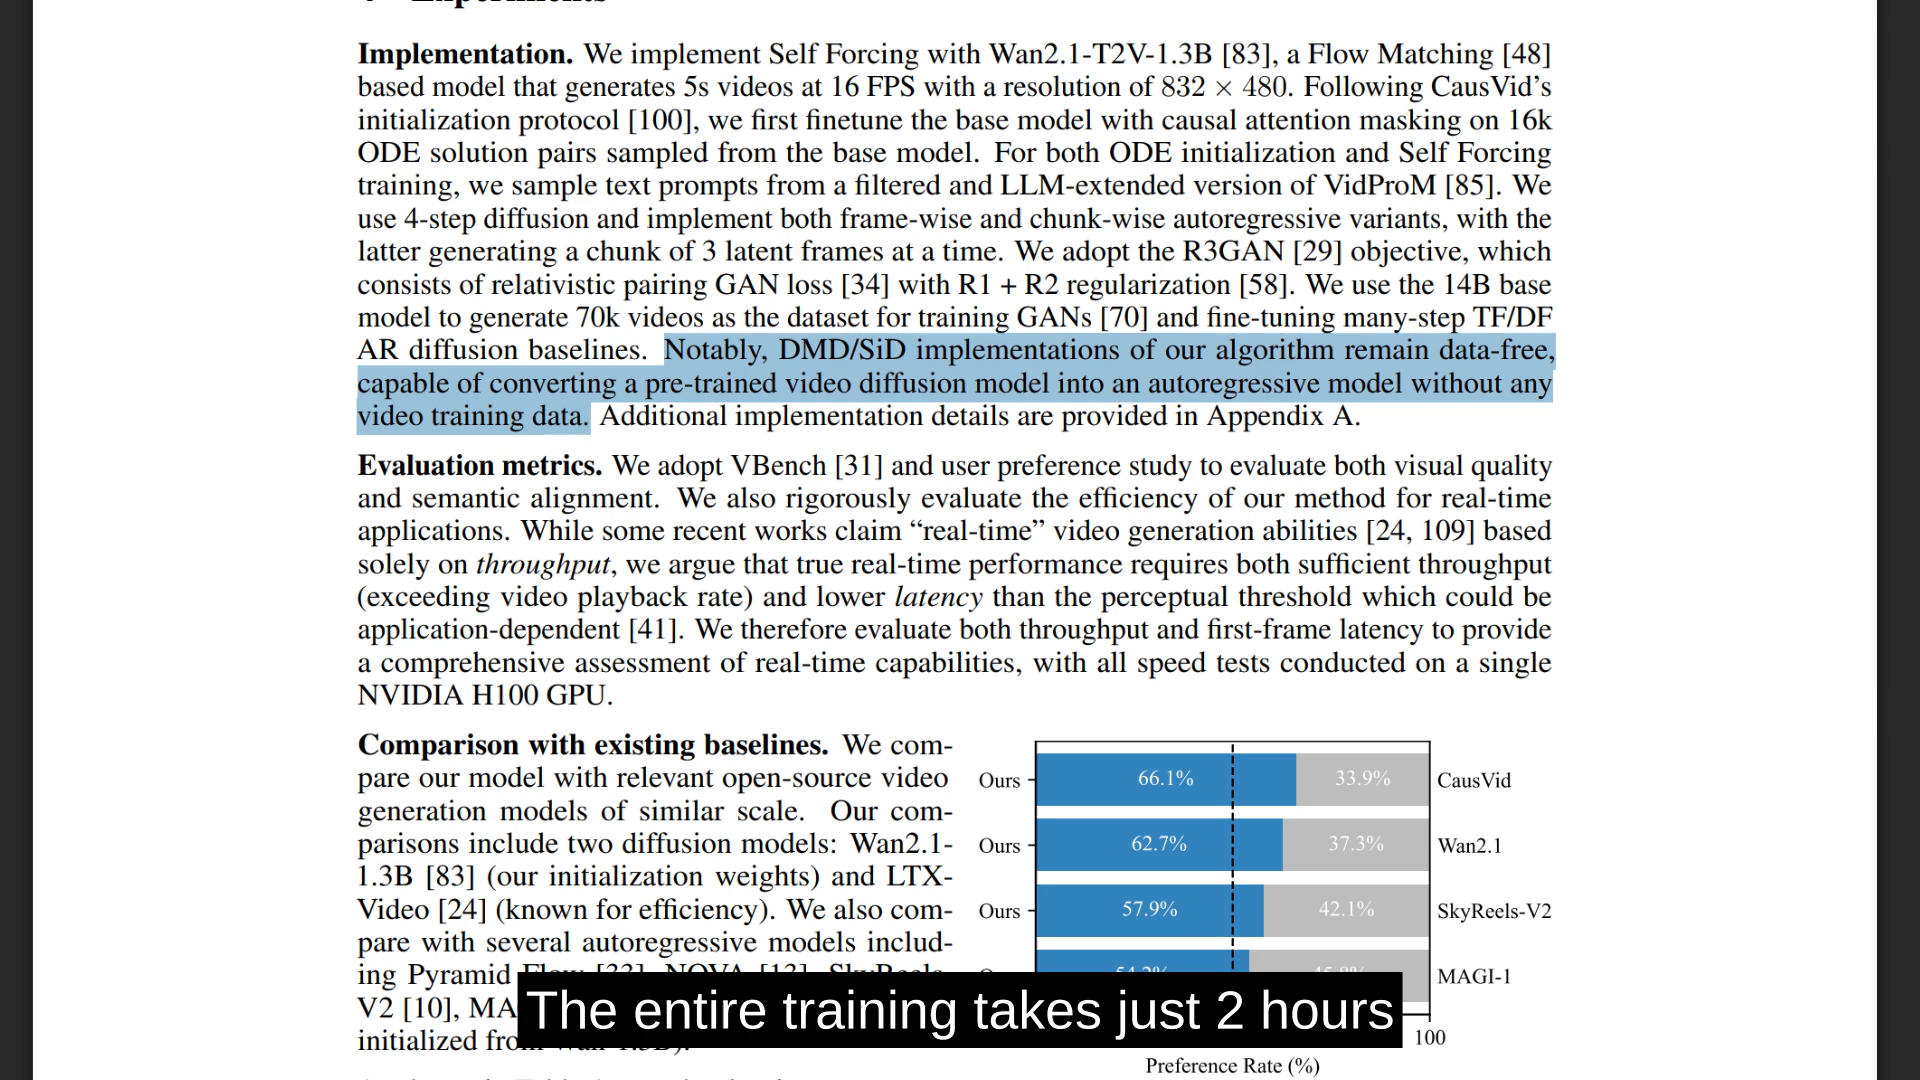 Implementation. We implement Self Forcing with Wan2.1-T2V-1.3B [83], a Flow Matching [48]
based model that generates 5s videos at 16 FPS with a resolution of 832 × 480. Following CausVid's
initialization protocol [100], we first finetune the base model with causal attention masking on 16k
ODE solution pairs sampled from the base model. For both ODE initialization and Self Forcing
training, we sample text prompts from a filtered and LLM-extended version of VidProM [85]. We
use 4-step diffusion and implement both frame-wise and chunk-wise autoregressive variants, with the
latter generating a chunk of 3 latent frames at a time. We adopt the R3GAN [29] objective, which
consists of relativistic pairing GAN loss [34] with R1 + R2 regularization [58]. We use the 14B base
model to generate 70k videos as the dataset for training GANs [70] and fine-tuning many-step TF/DF
AR diffusion baselines. Notably, DMD/SiD implementations of our algorithm remain data-free,
capable of converting a pre-trained video diffusion model into an autoregressive model without any
video training data. Additional implementation details are provided in Appendix A.
Evaluation metrics. We adopt VBench [31] and user preference study to evaluate both visual quality
and semantic alignment. We also rigorously evaluate the efficiency of our method for real-time
applications. While some recent works claim “real-time” video generation abilities [24, 109] based
solely on throughput, we argue that true real-time performance requires both sufficient throughput
(exceeding video playback rate) and lower latency than the perceptual threshold which could be
application-dependent [41]. We therefore evaluate both throughput and first-frame latency to provide
a comprehensive assessment of real-time capabilities, with all speed tests conducted on a single
NVIDIA H100 GPU.
Comparison with existing baselines. We com-
pare our model with relevant open-source video
generation models of similar scale. Our com-
parisons include two diffusion models: Wan2.1-
1.3B [83] (our initialization weights) and LTX-
Video [24] (known for efficiency). We also com-
pare with several autoregressive models includ-
ing Pyramid
V2 [10], MA
initialized fro
Ours 66.1% 33.9% CausVid
Ours 62.7% 37.3% Wan2.1
Ours 57.9% 42.1% SkyReels-V2
MAGI-1
100
Preference Rate (%)
The entire training takes just 2 hours